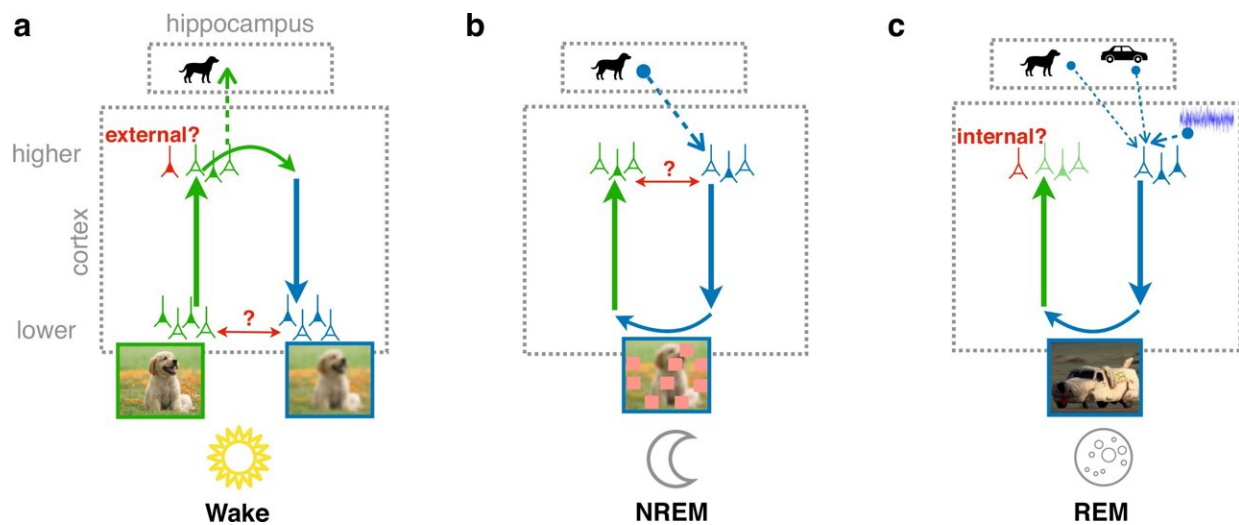 a
hippocampus
external?
higher
cortex
?
lower
Wake
b
?
NREM
c
internal?
REM